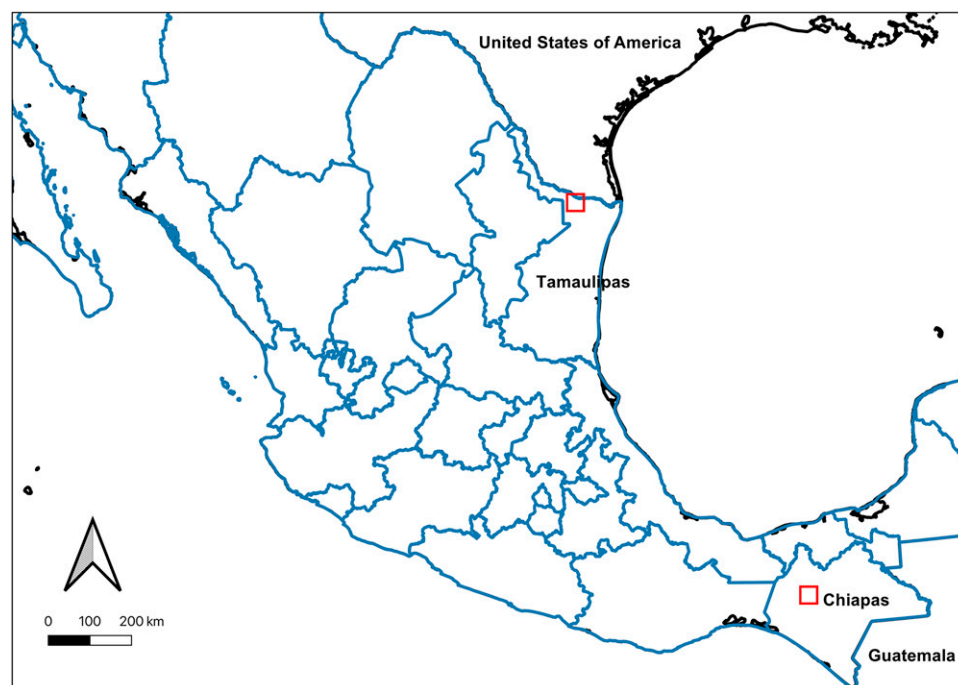 United States of America
Tamaulipas
Chiapas
0 100 200 km
Guatemala